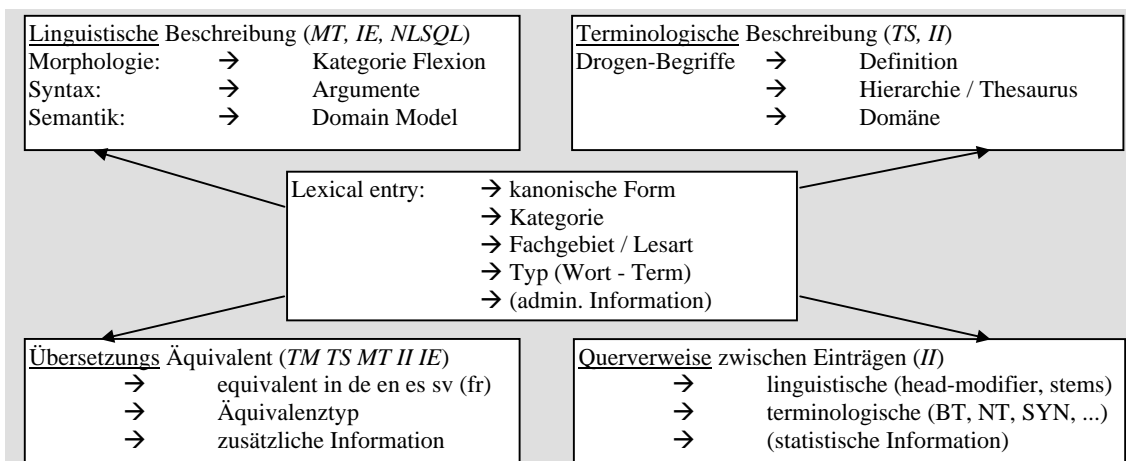 Linguistische Beschreibung (MT, IE, NLSQL)
Morphologie: → Kategorie Flexion
Syntax: → Argumente
Semantik: → Domain Model
Terminologische Beschreibung (TS, II)
Drogen-Begriffe → Definition
→ Hierarchie / Thesaurus
→ Domäne
Lexical entry: → kanonische Form
→ Kategorie
→ Fachgebiet / Lesart
→ Typ (Wort - Term)
→ (admin. Information)
Übersetzungs Äquivalent (TM TS MT II IE)
→ equivalent in de en es sv (fr)
→ Äquivalenztyp
→ zusätzliche Information
Querverweise zwischen Einträgen (II)
→ linguistische (head-modifier, stems)
→ terminologische (BT, NT, SYN, ...)
→ (statistische Information)